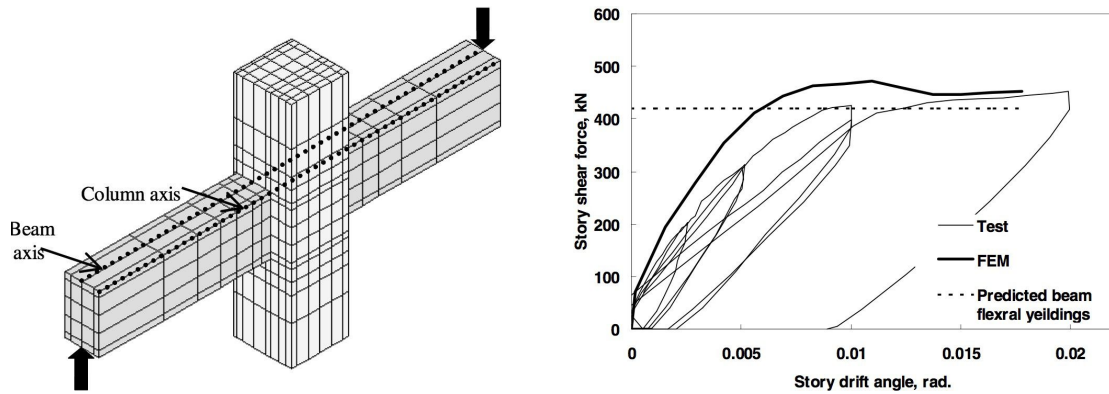 Column axis
Beam
axis
600
500
400
300
200
100
0
0
0.005
0.01
0.015
0.02
Story shear force, kN
Story drift angle, rad.
Test
FEM
Predicted beam
flexral yeildings